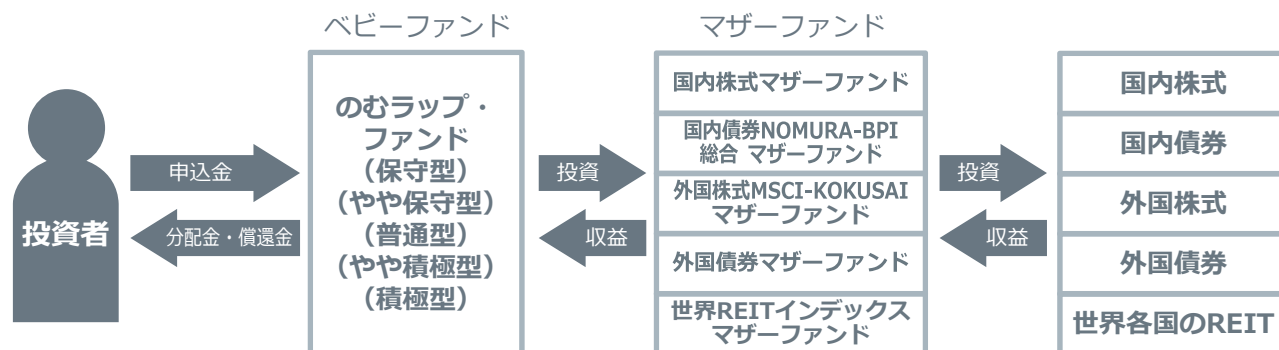 ベビーファンド
マザーファンド
投資者
申込金
分配金・償還金
のむラップ・
ファンド
（保守型）
（やや保守型）
（普通型）
（やや積極型）
（積極型）
投資
収益
国内株式マザーファンド
国内債券NOMURA-BPI
総合 マザーファンド
外国株式MSCI-KOKUSAI
マザーファンド
外国債券マザーファンド
世界REITインデックス
マザーファンド
投資
収益
国内株式
国内債券
外国株式
外国債券
世界各国のREIT